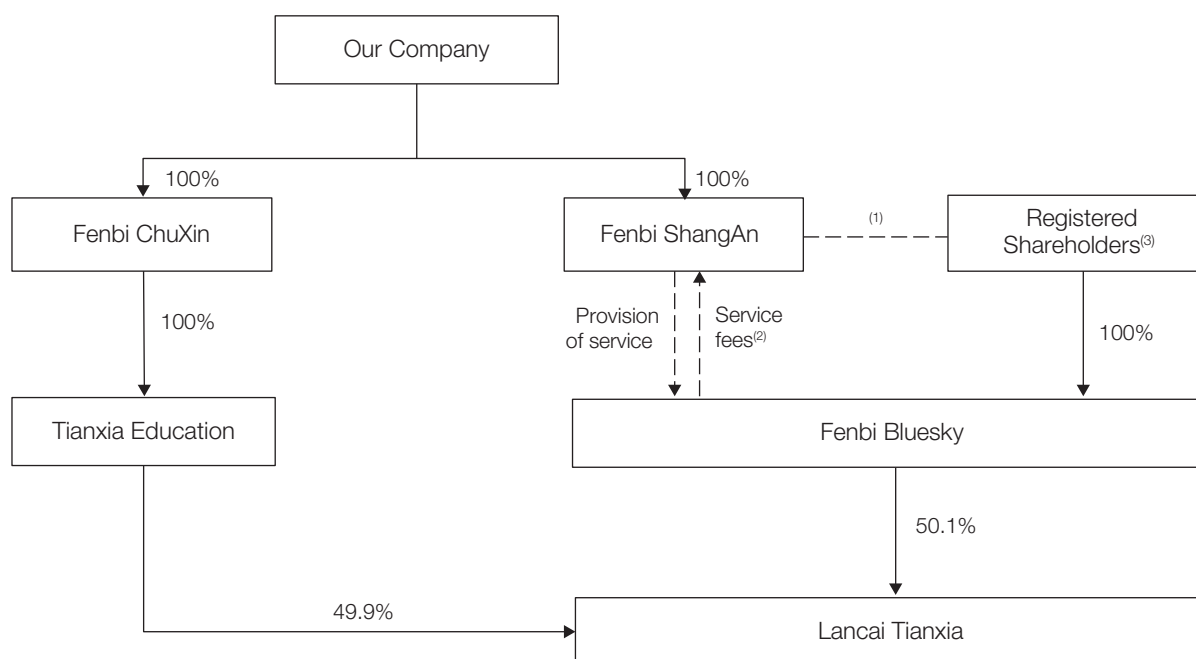 Our Company
100%
100%
Fenbi ChuXin
Fenbi ShangAn
(1)
Registered
Shareholders(3)
100%
Provision
of service
Service
fees(2)
100%
Tianxia Education
Fenbi Bluesky
50.1%
49.9%
Lancai Tianxia